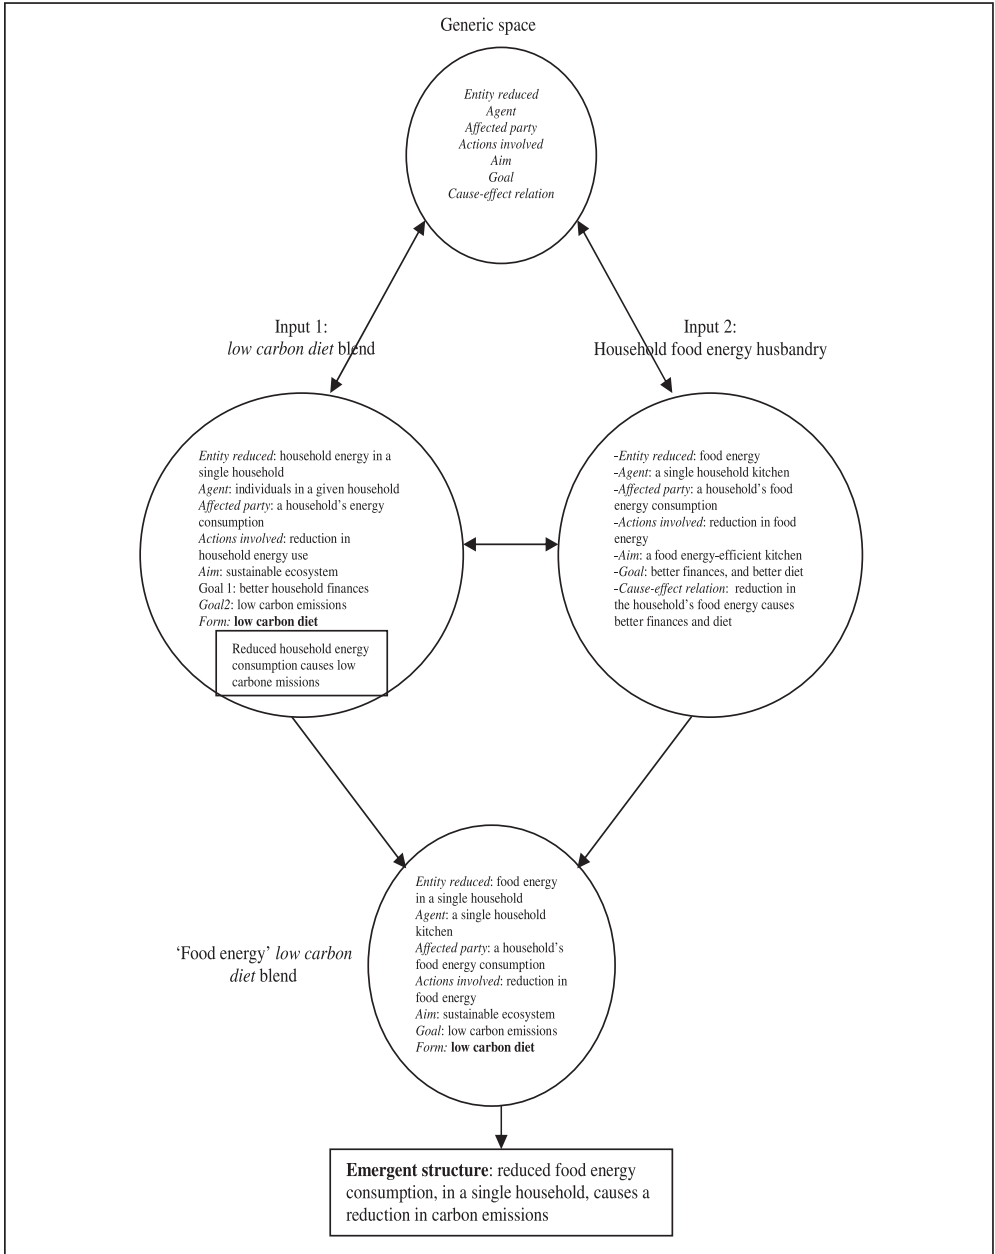 Generic space
Entity reduced
Agent
Affected party
Actions involved
Aim
Goal
Cause-effect relation
Input 1:
low carbon diet blend
Input 2:
Household food energy husbandry
Entity reduced: household energy in a
single household
Agent: individuals in a given household
Affected party: a household's energy
consumption
Actions involved: reduction in
household energy use
Aim: sustainable ecosystem
Goal 1: better household finances
Goal2: low carbon emissions
Form: low carbon diet
Reduced household energy
consumption causes low
carbone missions
-Entity reduced: food energy
-Agent: a single household kitchen
-Affected party: a household's food
energy consumption
-Actions involved: reduction in food
energy
-Aim: a food energy-efficient kitchen
-Goal: better finances, and better diet
-Cause-effect relation: reduction in
the household's food energy causes
better finances and diet
'Food energy' low carbon
diet blend
Entity reduced: food energy
in a single household
Agent: a single household
kitchen
Affected party: a household's
food energy consumption
Actions involved: reduction in
food energy
Aim: sustainable ecosystem
Goal: low carbon emissions
Form: low carbon diet
Emergent structure: reduced food energy
consumption, in a single household, causes a
reduction in carbon emissions